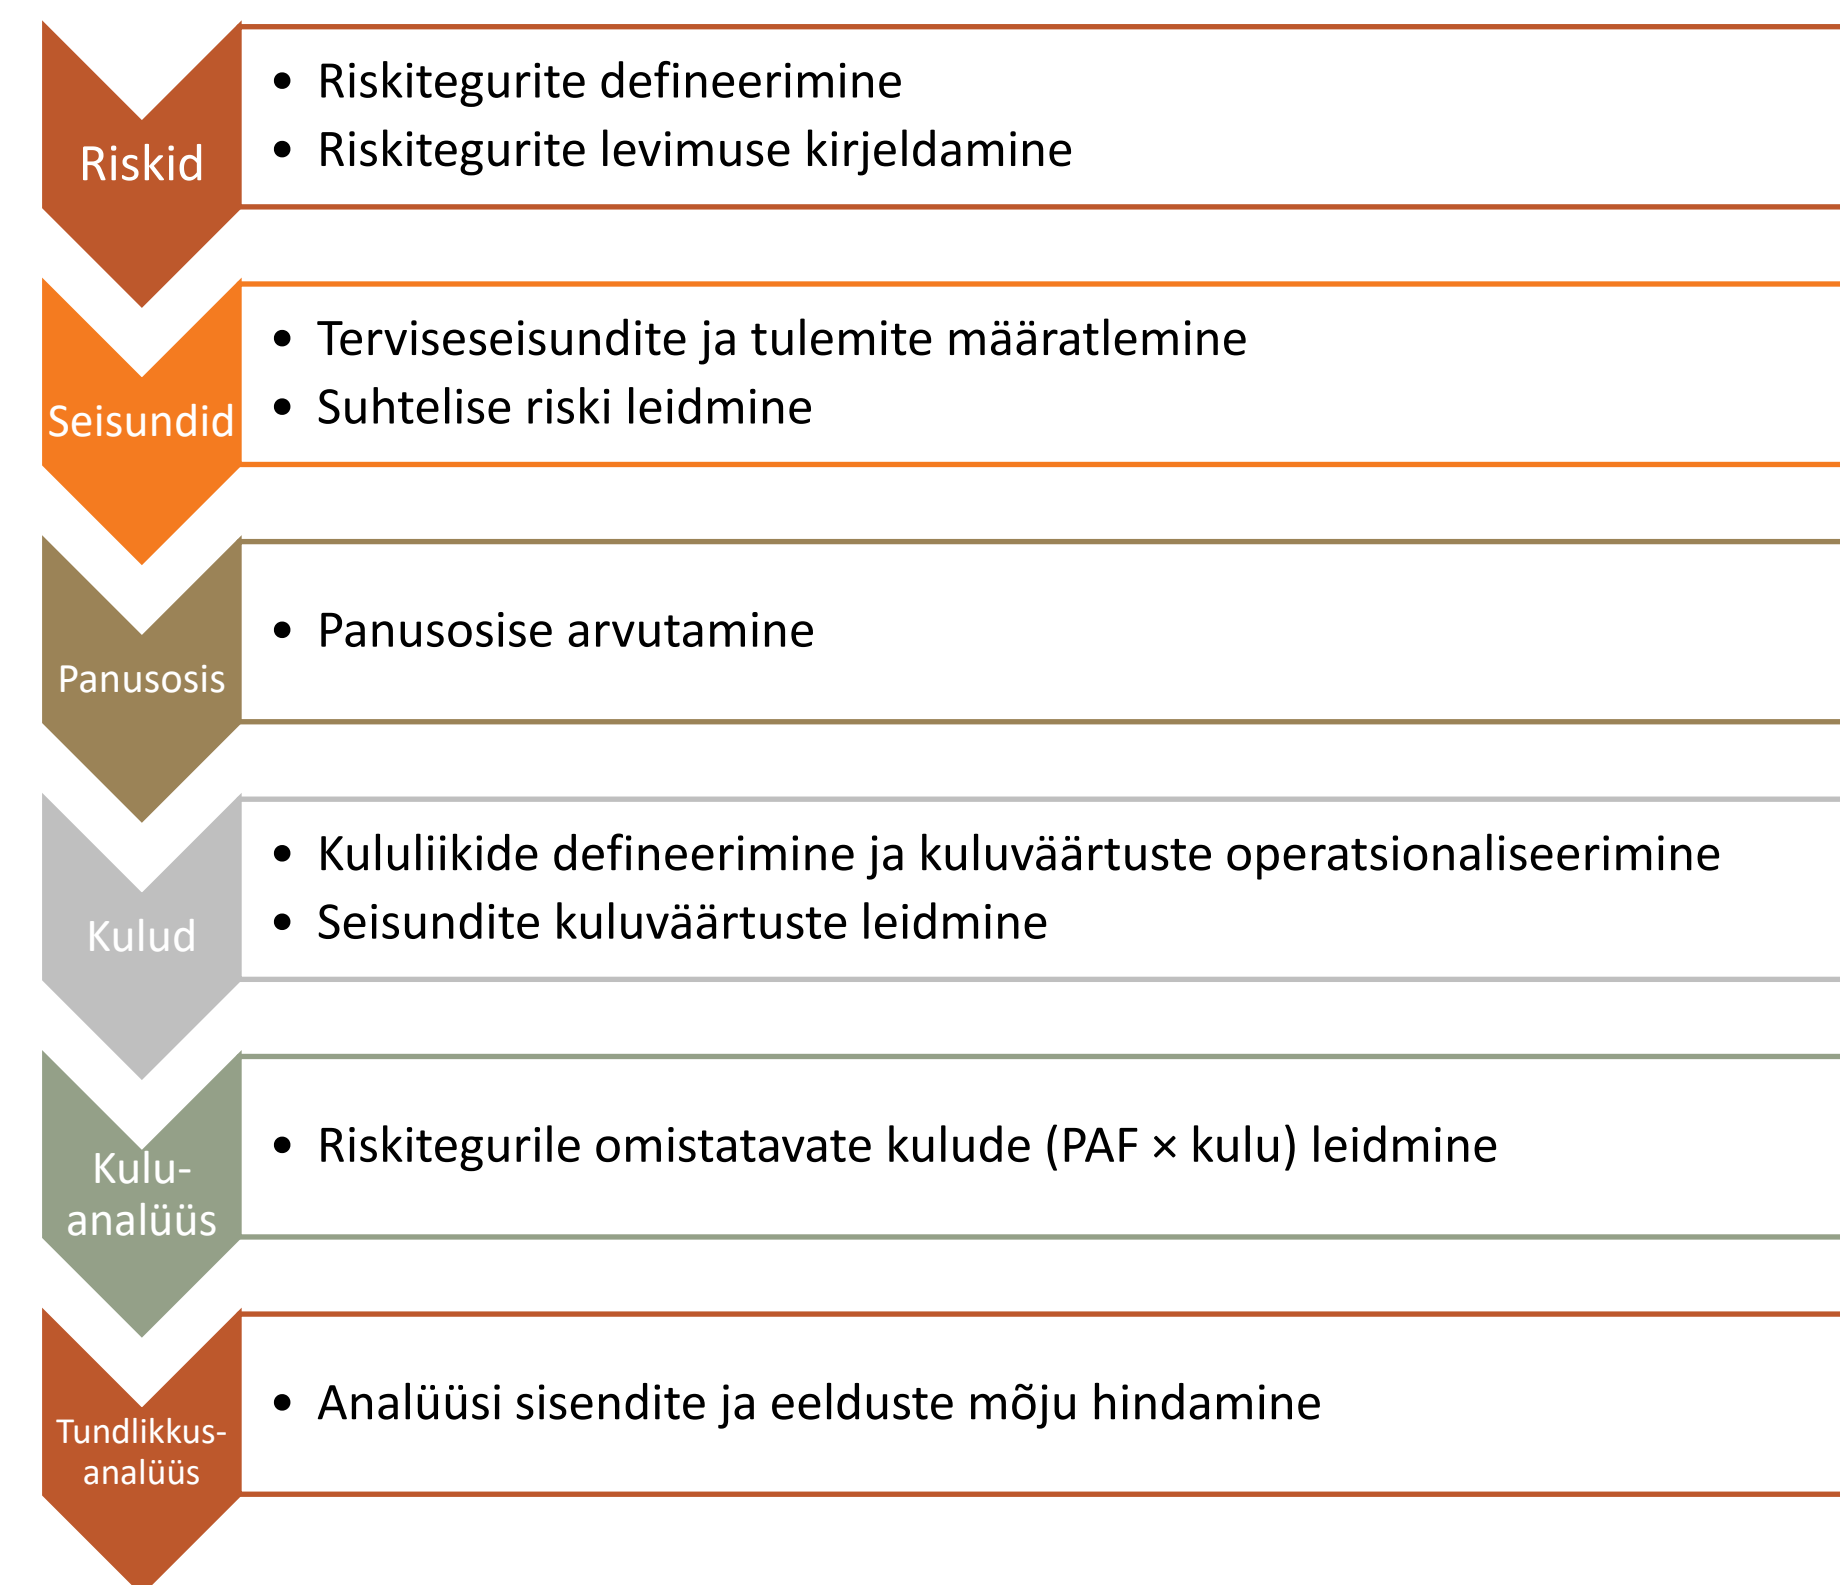 Riskid
• Riskitegurite defineerimine
• Riskitegurite levimuse kirjeldamine
Seisundid
• Terviseseisundite ja tulemite määratlemine
• Suhtelise riski leidmine
Panusosis
• Panusosise arvutamine
Kulud
• Kululiikide defineerimine ja kuluväärtuste operatsionaliseerimine
• Seisundite kuluväärtuste leidmine
Kulu-
analüüs
• Riskitegurile omistatavate kulude (PAF × kulu) leidmine
Tundlikkus-
analüüs
• Analüüsi sisendite ja eelduste mõju hindamine